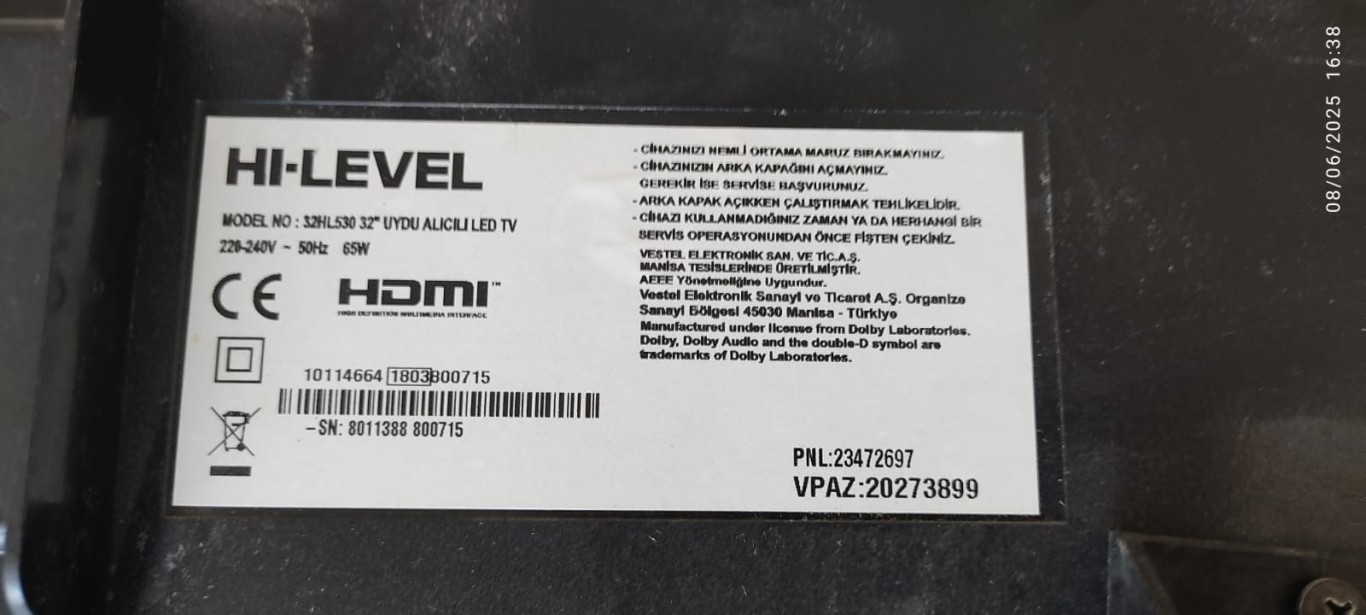 HI-LEVEL
MODEL NO : 32HL530 32" UYDU ALICILI LED TV
220-240V ~ 50Hz 65W
CE HDMI™
HIGH DEFINITION MULTIMEDIA INTERFACE
10114664 1803800715
–SN: 8011388 800715
- CİHAZINIZI NEMLİ ORTAMA MARUZ BIRAKMAYINIZ.
- CİHAZINIZIN ARKA KAPAĞINI AÇMAYINIZ.
GEREKİR İSE SERVİSE BAŞVURUNUZ.
- ARKA KAPAK AÇIKKEN ÇALIŞTIRMAK TEHLİKELİDİR.
- CİHAZI KULLANMADIĞINIZ ZAMAN YA DA HERHANGİ BİR
SERVİS OPERASYONUNDAN ÖNCE FİŞTEN ÇEKİNİZ.
VESTEL ELEKTRONİK SAN. VE TİC.A.Ş.
MANİSA TESİSLERİNDE ÜRETİLMİŞTİR.
AEEE Yönetmeliğine Uygundur.
Vestel Elektronik Sanayi ve Ticaret A.Ş. Organize
Sanayi Bölgesi 45030 Manisa - Türkiye
Manufactured under license from Dolby Laboratories.
Dolby, Dolby Audio and the double-D symbol are
trademarks of Dolby Laboratories.
PNL:23472697
VPAZ:20273899
08/06/2025 16:38